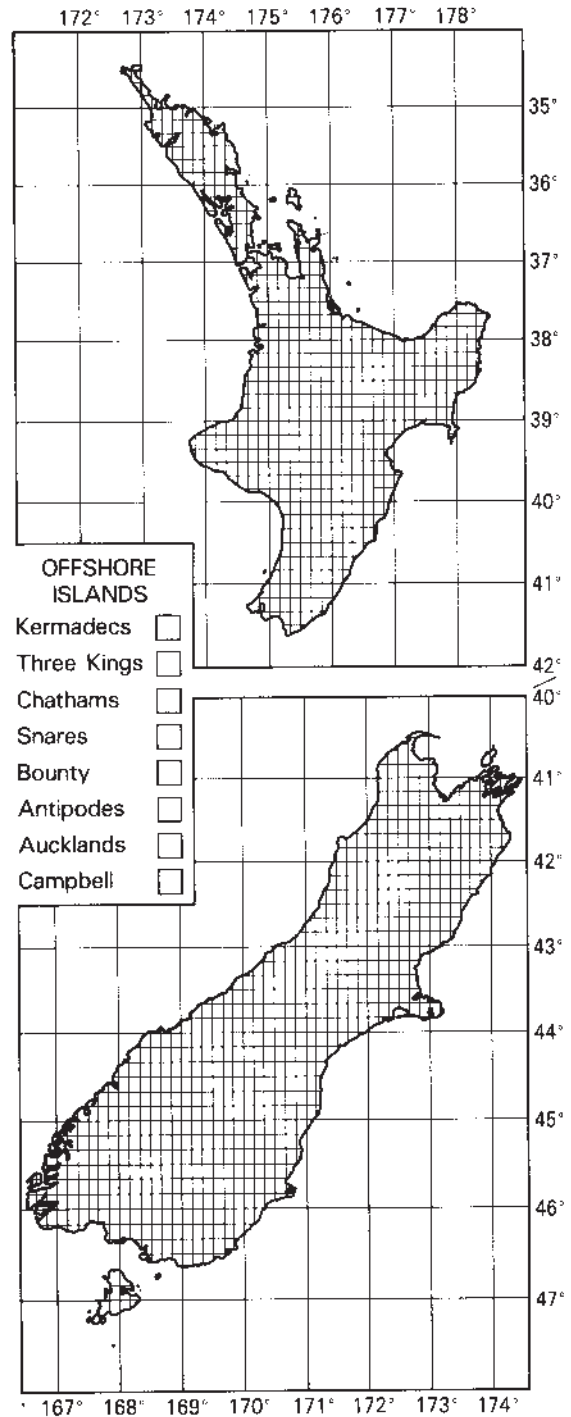 172° 173° 174° 175° 176° 177° 178°
35°
36°
37°
38°
39°
40°
41°
42°
OFFSHORE
ISLANDS
Kermadecs
Three Kings
Chathams
Snares
Bounty
Antipodes
Aucklands
Campbell
40°
41°
42°
43°
44°
45°
46°
47°
167° 168° 169° 170° 171° 172° 173° 174°